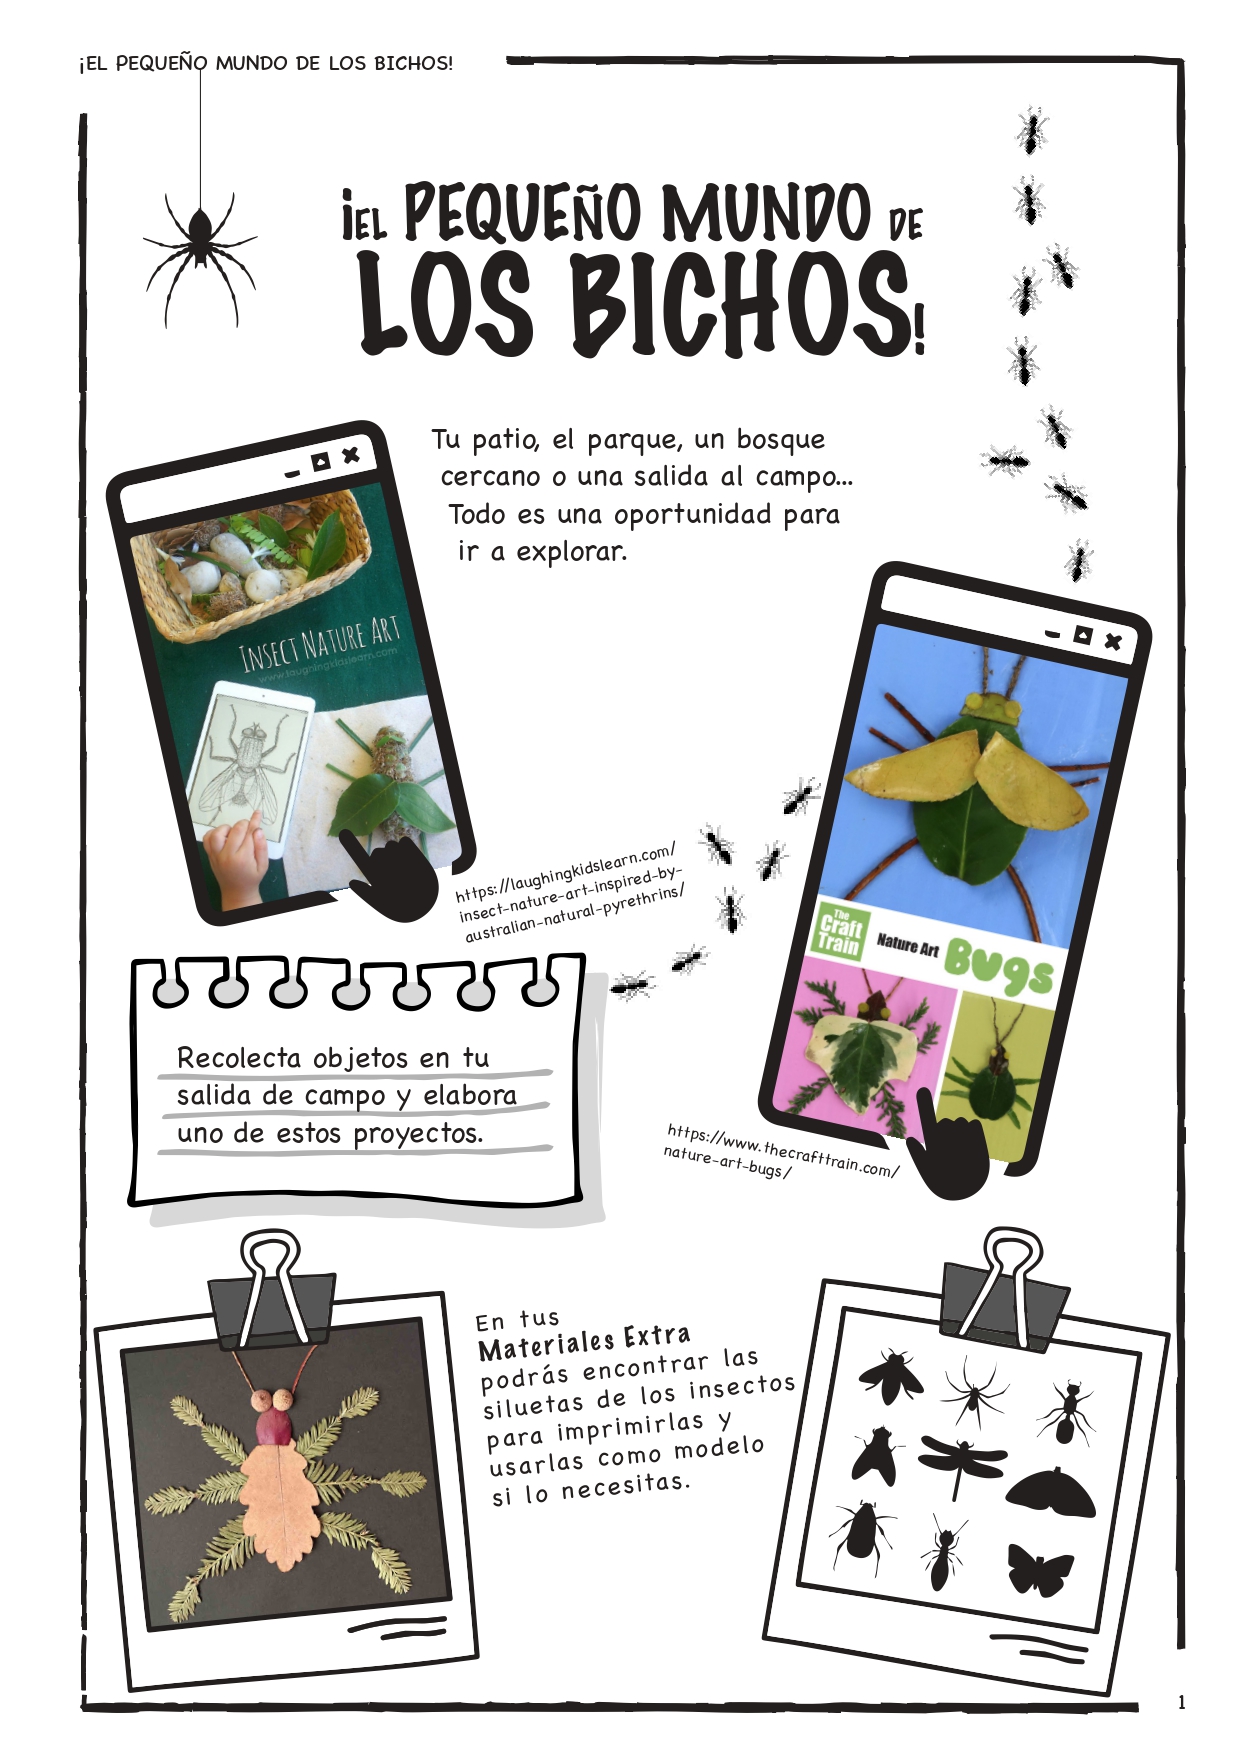 ¡EL PEQUEÑO MUNDO DE LOS BICHOS!
¡EL PEQUEÑO MUNDO DE
LOS BICHOS!
Tu patio, el parque, un bosque
cercano o una salida al campo...
Todo es una oportunidad para
ir a explorar.
INSECT NATURE ART
www.laughingkidslearn.com
https://laughingkidslearn.com/
insect-nature-art-inspired-by-
australian-natural-pyrethrins/
The
Craft
Train
Nature Art
Bugs
https://www.thecrafttrain.com/
nature-art-bugs/
Recolecta objetos en tu
salida de campo y elabora
uno de estos proyectos.
En tus
Materiales Extra
podrás encontrar las
siluetas de los insectos
para imprimirlas y
usarlas como modelo
si lo necesitas.
1